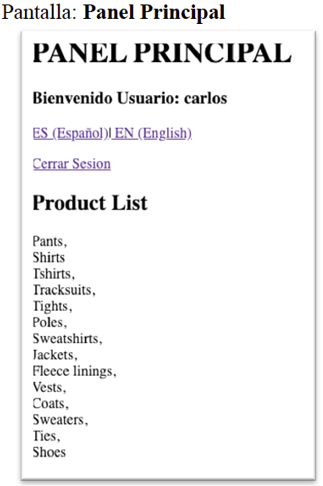 Pantalla: Panel Principal
PANEL PRINCIPAL
Bienvenido Usuario: carlos
ES (Español)| EN (English)
Cerrar Sesion
Product List
Pants,
Shirts
Tshirts,
Tracksuits,
Tights,
Poles,
Sweatshirts,
Jackets,
Fleece linings,
Vests,
Coats,
Sweaters,
Ties,
Shoes